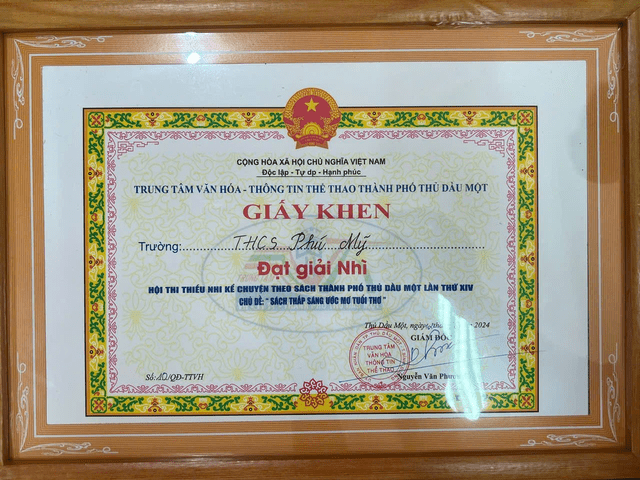 CỘNG HÒA XÃ HỘI CHỦ NGHĨA VIỆT NAM
Độc lập - Tự dp - Hạnh phúc
TRUNG TÂM VĂN HÓA - THÔNG TIN THỂ THAO THÀNH PHỐ THỦ DẦU MỘT
GIẤY KHEN
Trường: THCS Phú Mỹ
Đạt giải Nhì
HỘI THI THIẾU NHI KỂ CHUYỆN THEO SÁCH THÀNH PHỐ THỦ DẦU MỘT LẦN THỨ XIV
CHỦ ĐỀ: " SÁCH THẮP SÁNG ƯỚC MƠ TUỔI THƠ "
Thủ Dầu Một, ngày 2024
GIÁM ĐỐC
TRUNG TÂM
VĂN HÓA
THÔNG TIN
THỂ THAO
Số: /QĐ-TTVH
Nguyễn Văn